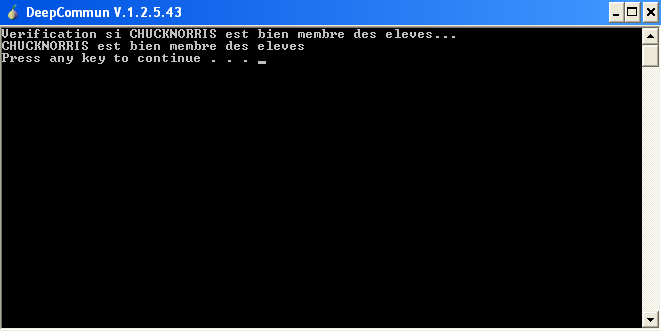 DeepCommun V.1.2.5.43
Verification si CHUCKNORRIS est bien membre des eleves...
CHUCKNORRIS est bien membre des eleves
Press any key to continue . . . _